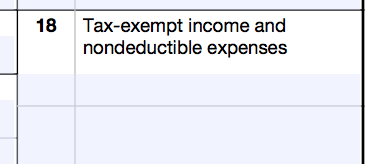 18 Tax-exempt income and
nondeductible expenses